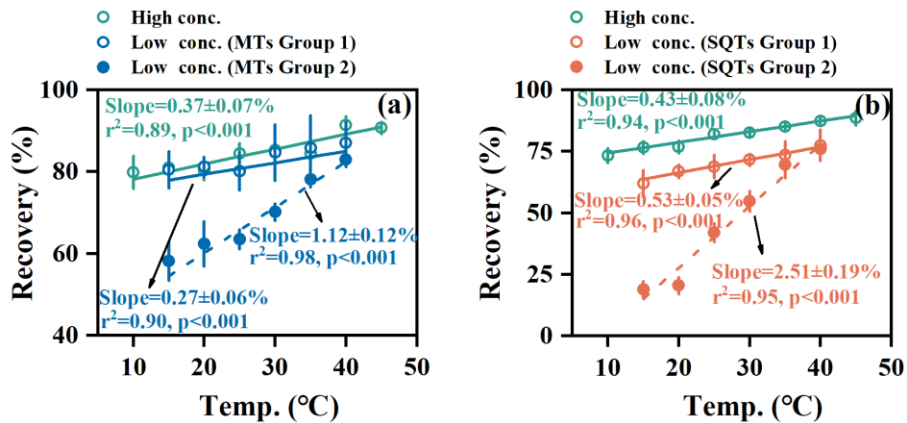 High conc.
Low conc. (MTs Group 1)
Low conc. (MTs Group 2)
100
80
60
40
Recovery (%)
(a)
Slope=0.37±0.07%
r²=0.89, p<0.001
Slope=1.12±0.12%
r²=0.98, p<0.001
Slope=0.27±0.06%
r²=0.90, p<0.001
10 20 30 40 50
Temp. (°C)
High conc.
Low conc. (SQTs Group 1)
Low conc. (SQTs Group 2)
100
75
50
25
0
Recovery (%)
(b)
Slope=0.43±0.08%
r²=0.94, p<0.001
Slope=0.53±0.05%
r²=0.96, p<0.001
Slope=2.51±0.19%
r²=0.95, p<0.001
10 20 30 40 50
Temp. (°C)